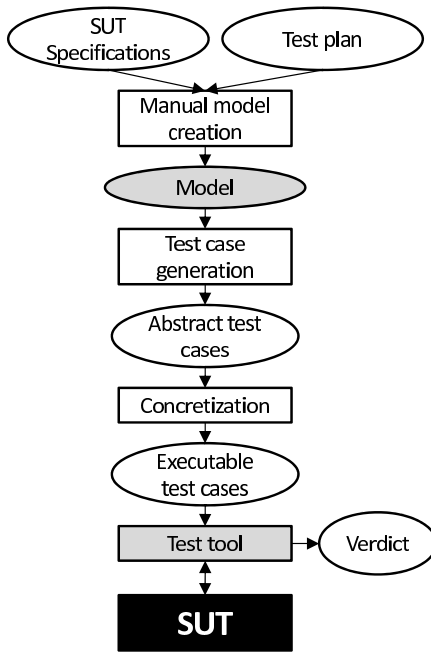 SUT
Specifications
Test plan
Manual model
creation
Model
Test case
generation
Abstract test
cases
Concretization
Executable
test cases
Test tool
Verdict
SUT